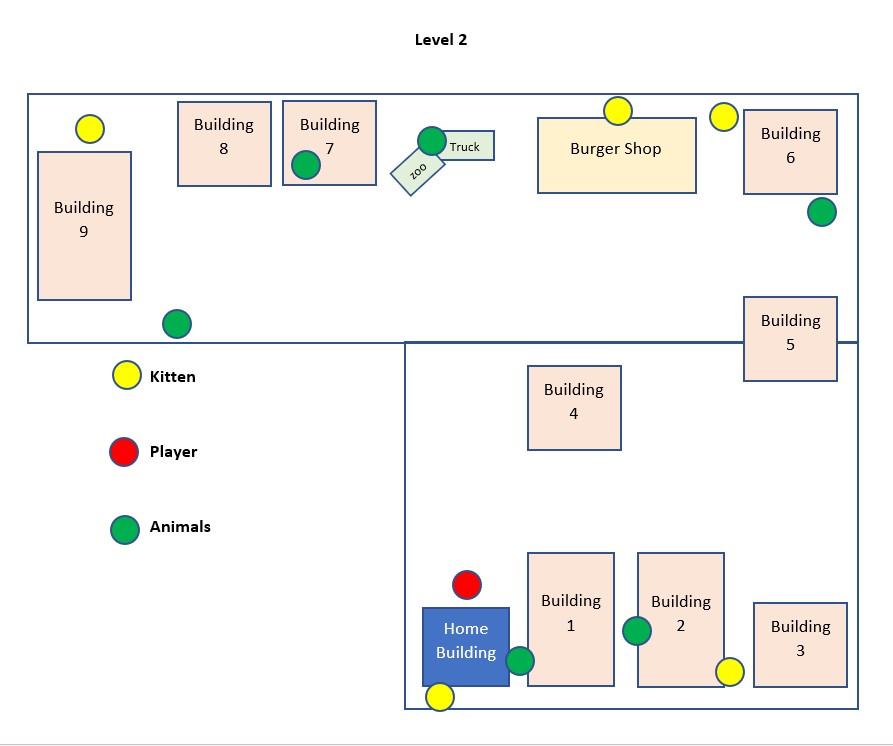 Level 2
Building
8
Building
7
Truck
ZOO
Burger Shop
Building
6
Building
9
Building
5
Kitten
Building
4
Player
Animals
Home
Building
Building
1
Building
2
Building
3